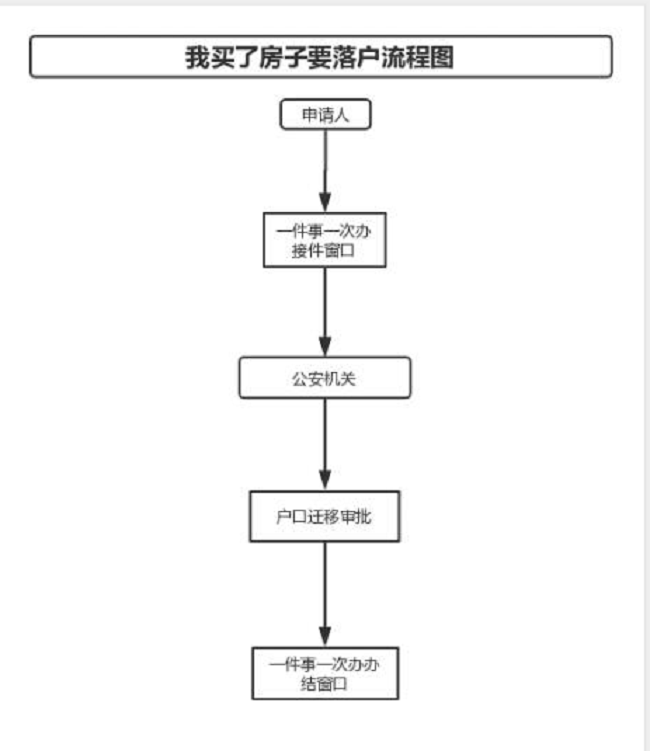 我买了房子要落户流程图
申请人
一件事一次办
接件窗口
公安机关
户口迁移审批
一件事一次办办
结窗口